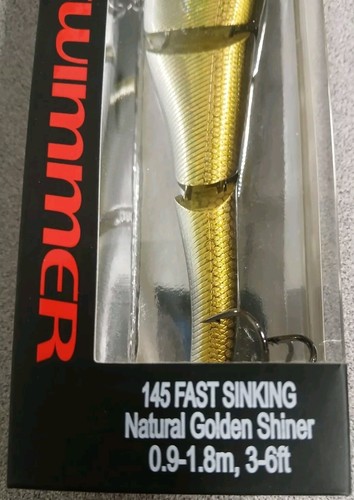 wimmER
145 FAST SINKING
Natural Golden Shiner
0.9-1.8m, 3-6ft